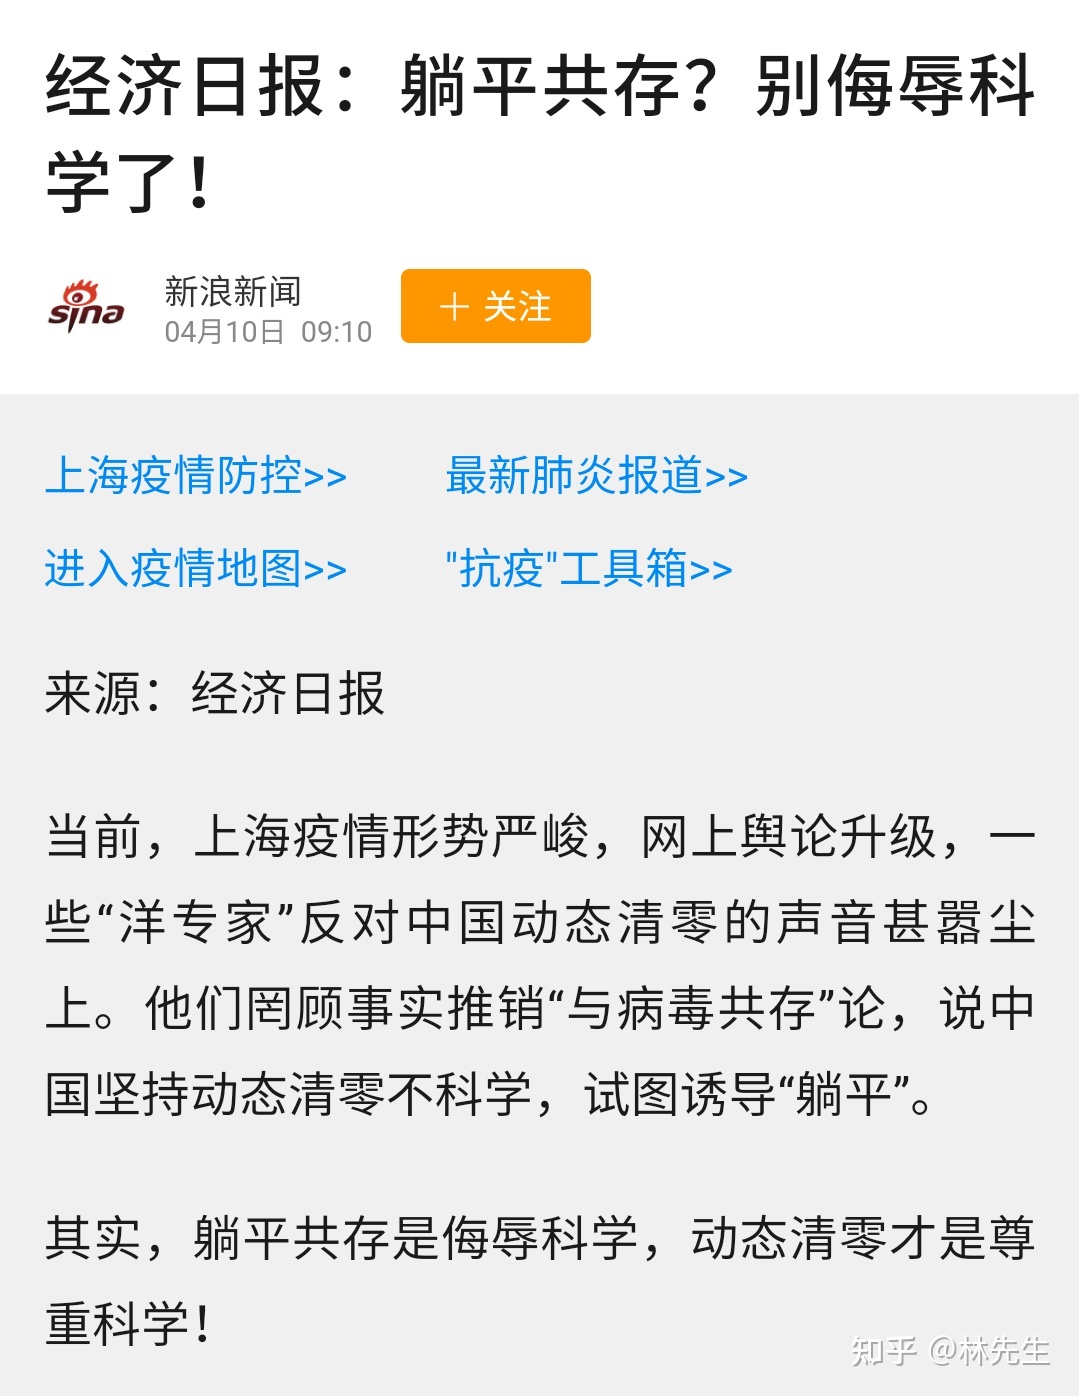 经济日报：躺平共存？别侮辱科
学了！
sina
新浪新闻
04月10日 09:10
＋ 关注
上海疫情防控>> 最新肺炎报道>>
进入疫情地图>> "抗疫"工具箱>>
来源：经济日报
当前，上海疫情形势严峻，网上舆论升级，一
些“洋专家”反对中国动态清零的声音甚嚣尘
上。他们罔顾事实推销“与病毒共存”论，说中
国坚持动态清零不科学，试图诱导“躺平”。
其实，躺平共存是侮辱科学，动态清零才是尊
重科学！
知乎 @林先生